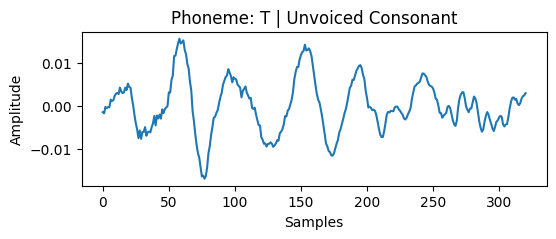 Phoneme: T | Unvoiced Consonant
0.01
0.00
−0.01
Amplitude
0 50 100 150 200 250 300
Samples